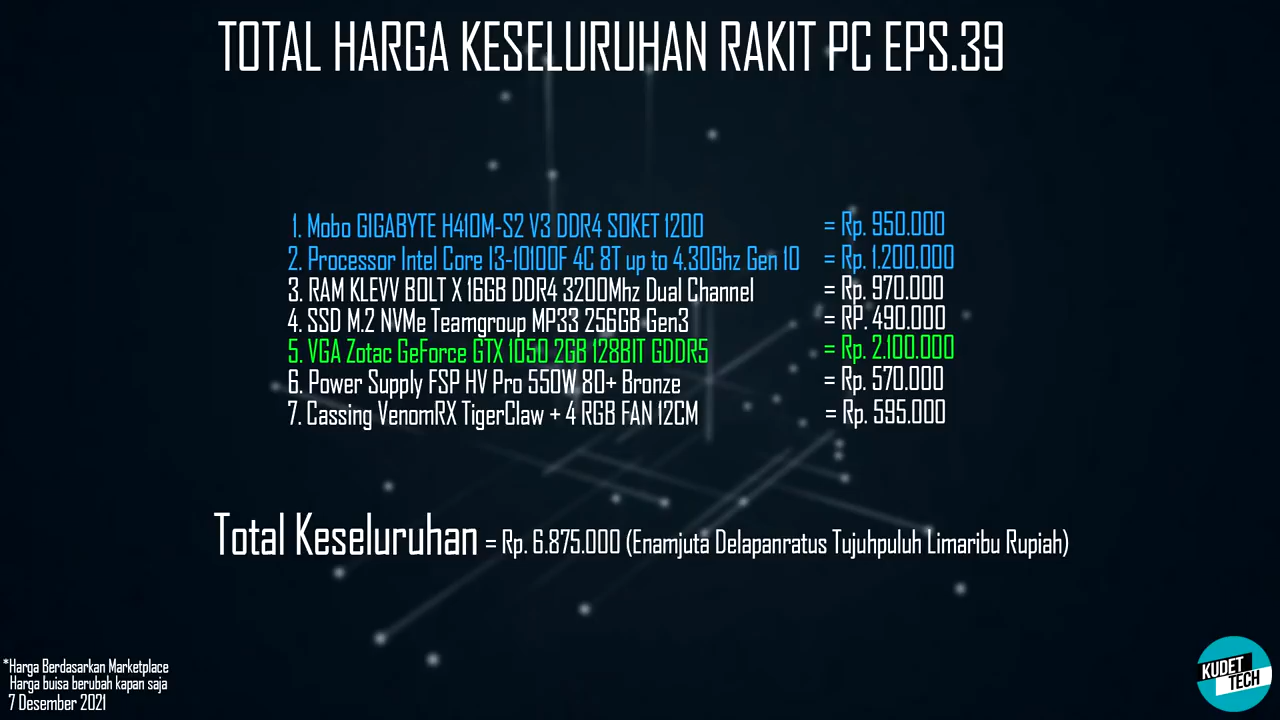 TOTAL HARGA KESELURUHAN RAKIT PC EPS.39
1. Mobo GIGABYTE H410M-S2 V3 DDR4 SOKET 1200 = Rp. 950.000
2. Processor Intel Core I3-10100F 4C 8T up to 4.30Ghz Gen 10 = Rp. 1.200.000
3. RAM KLEVV BOLT X 16GB DDR4 3200Mhz Dual Channel = Rp. 970.000
4. SSD M.2 NVMe Teamgroup MP33 256GB Gen3 = RP. 490.000
5. VGA Zotac GeForce GTX 1050 2GB 128BIT GDDR5 = Rp. 2.100.000
6. Power Supply FSP HV Pro 550W 80+ Bronze = Rp. 570.000
7. Cassing VenomRX TigerClaw + 4 RGB FAN 12CM = Rp. 595.000
Total Keseluruhan = Rp. 6.875.000 (Enamjuta Delapanratus Tujuhpuluh Limaribu Rupiah)
*Harga Berdasarkan Marketplace
Harga buisa berubah kapan saja
7 Desember 2021
KUDET
TECH